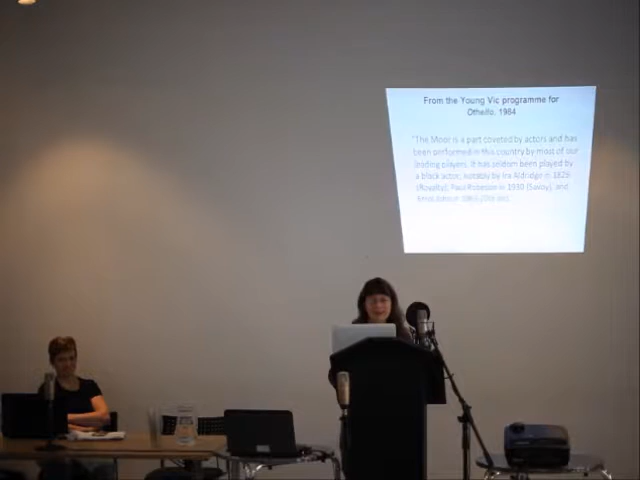 From the Young Vic programme for
Othello, 1984
"The Moor is a part coveted by actors and has
been performed in this country by most of our
leading players. It has seldom been played by
a black actor, notably by Ira Aldridge in 1825
(Royalty), Paul Robeson in 1930 (Savoy), and